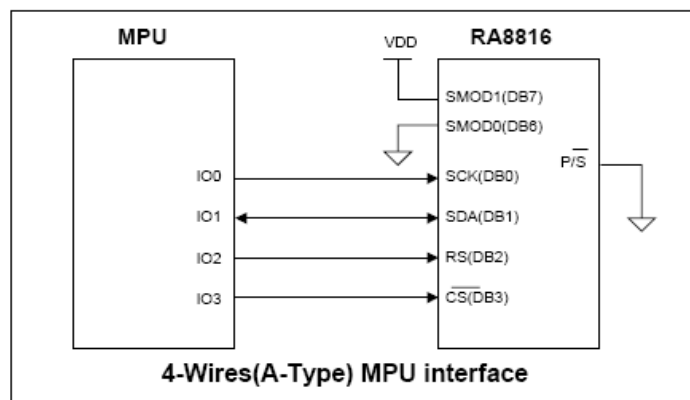 MPU
RA8816
VDD
SMOD1(DB7)
SMOD0(DB6)
P/S
IO0
SCK(DB0)
IO1
SDA(DB1)
IO2
RS(DB2)
IO3
CS(DB3)
4-Wires(A-Type) MPU interface